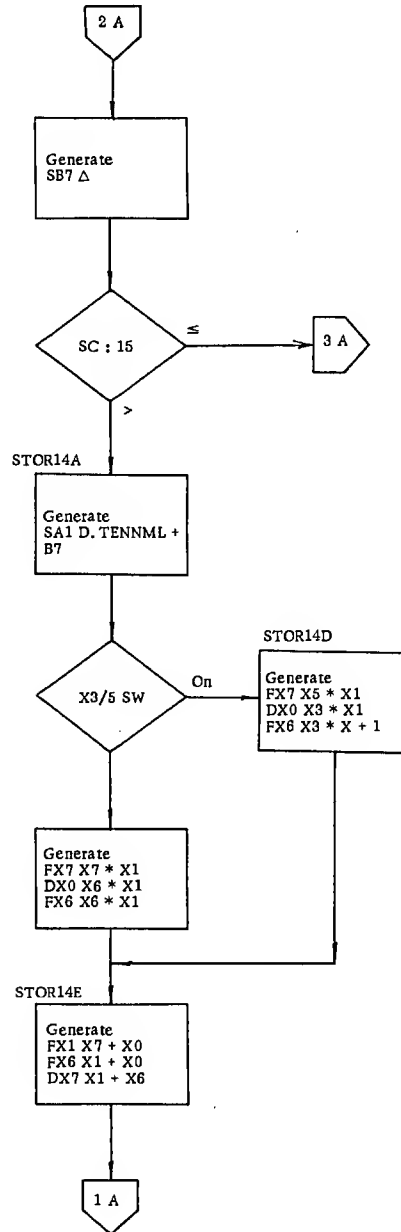 2 A
Generate
SB7 △
SC : 15
≤
3 A
>
STOR14A
Generate
SA1 D. TENNML +
B7
X3/5 SW
On
STOR14D
Generate
FX7 X5 * X1
DX0 X3 * X1
FX6 X3 * X + 1
Generate
FX7 X7 * X1
DX0 X6 * X1
FX6 X6 * X1
STOR14E
Generate
FX1 X7 + X0
FX6 X1 + X0
DX7 X1 + X6
1 A